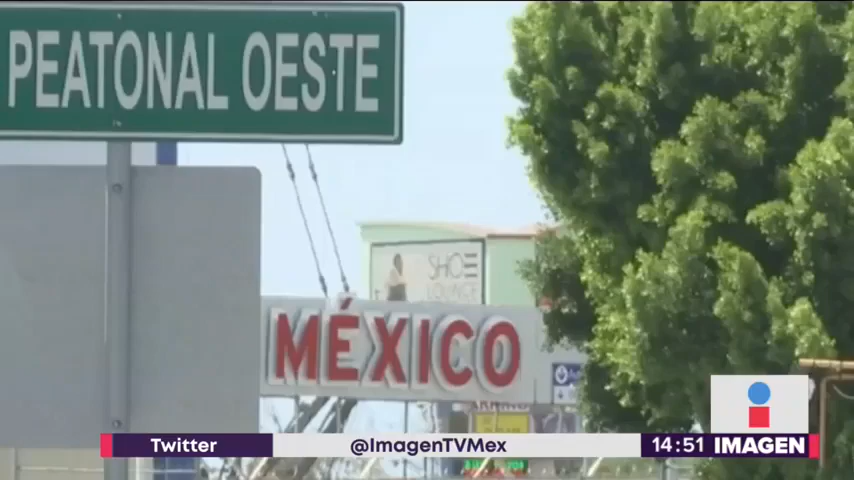 PEATONAL OESTE
SHOE
LOUNGE
MÉXICO
Twitter
@ImagenTVMex
14:51
IMAGEN